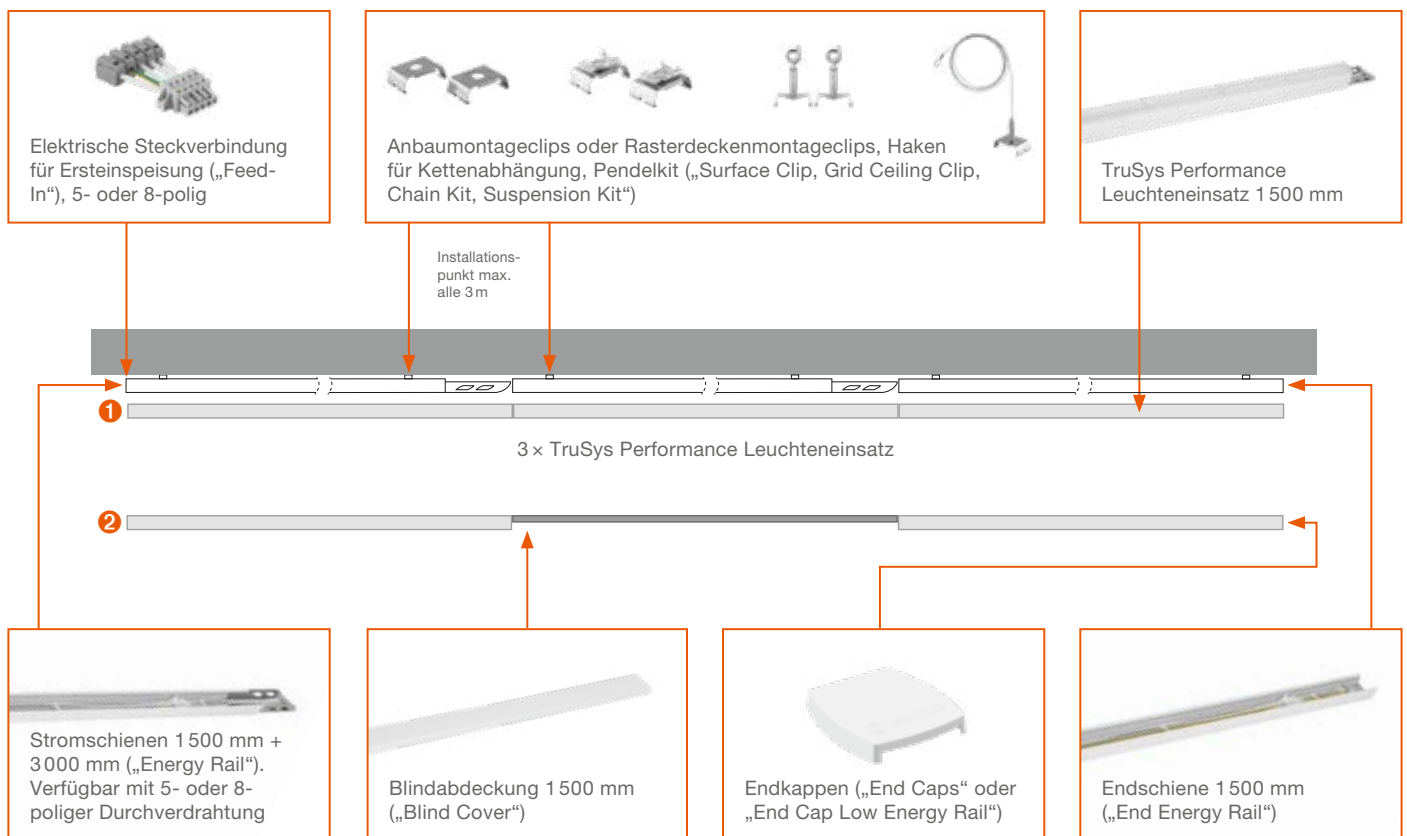 Elektrische Steckverbindung
für Ersteinspeisung („Feed-
In“), 5- oder 8-polig
Anbaumontageclips oder Rasterdeckenmontageclips, Haken
für Kettenabhängung, Pendelkit („Surface Clip, Grid Ceiling Clip,
Chain Kit, Suspension Kit“)
TruSys Performance
Leuchteneinsatz 1 500 mm
Installations-
punkt max.
alle 3 m
1
3 × TruSys Performance Leuchteneinsatz
2
Stromschienen 1 500 mm +
3 000 mm („Energy Rail“).
Verfügbar mit 5- oder 8-
poliger Durchverdrahtung
Blindabdeckung 1 500 mm
(„Blind Cover“)
Endkappen („End Caps“ oder
„End Cap Low Energy Rail“)
Endschiene 1 500 mm
(„End Energy Rail“)